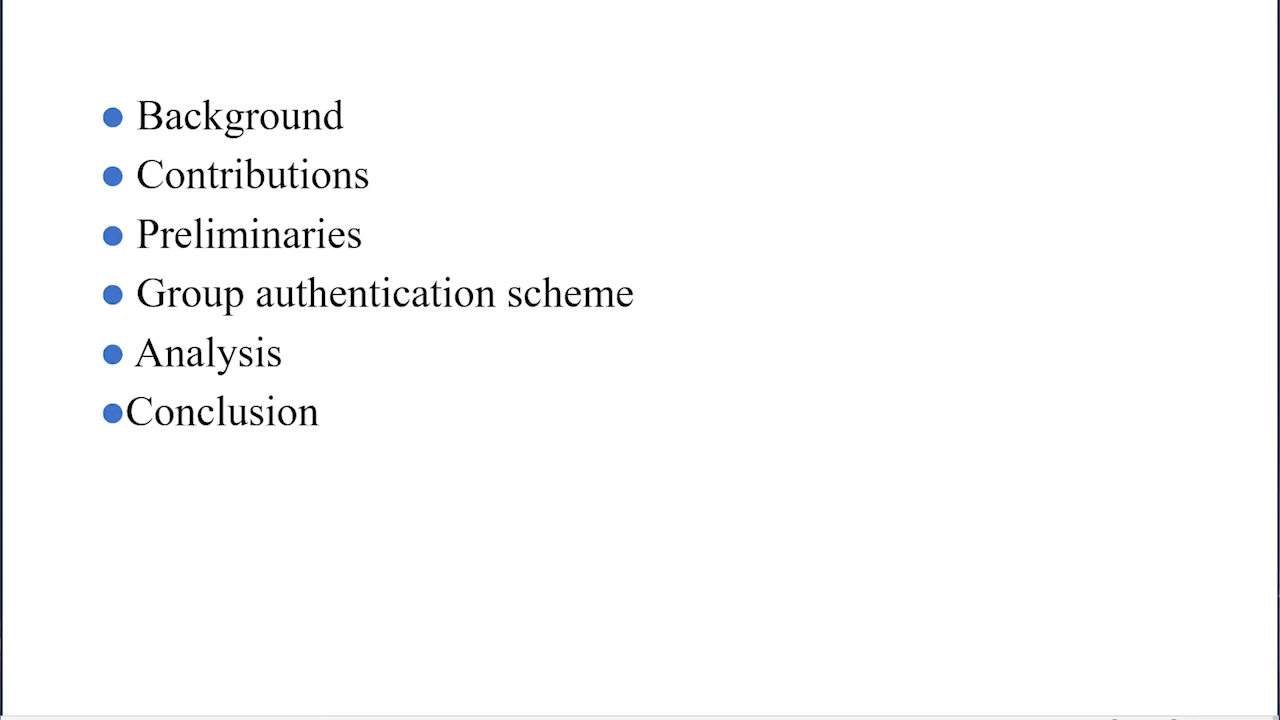 ● Background
● Contributions
● Preliminaries
● Group authentication scheme
● Analysis
●Conclusion